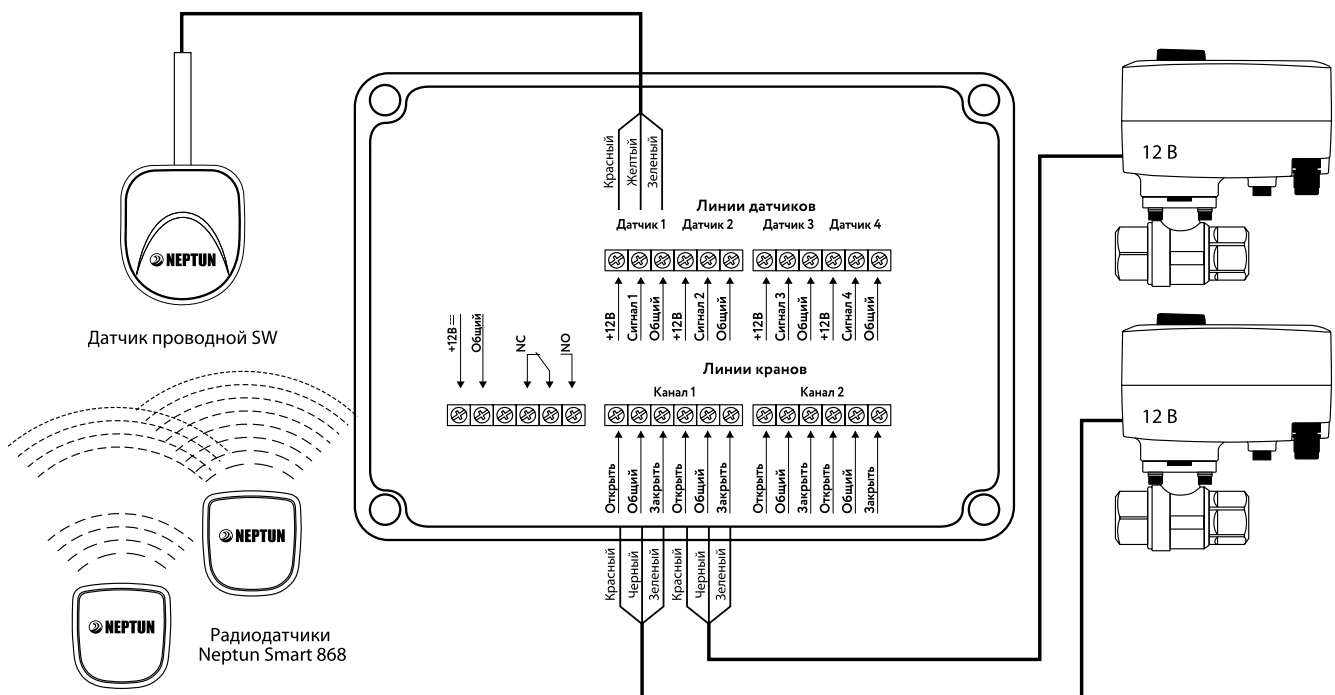 Красный
Желтый
Зеленый
12 В
Линии датчиков
Датчик 1 Датчик 2 Датчик 3 Датчик 4
NEPTUN
Датчик проводной SW
+12В
Сигнал 1
Общий
+12В
Сигнал 2
Общий
+12В
Сигнал 3
Общий
+12В
Сигнал 4
Общий
+12В
Общий
NC
NO
Линии кранов
Канал 1 Канал 2
12 В
Открыть
Общий
Закрыть
Открыть
Общий
Закрыть
Открыть
Общий
Закрыть
Открыть
Общий
Закрыть
NEPTUN
Красный
Черный
Зеленый
Красный
Черный
Зеленый
NEPTUN
Радиодатчики
Neptun Smart 868